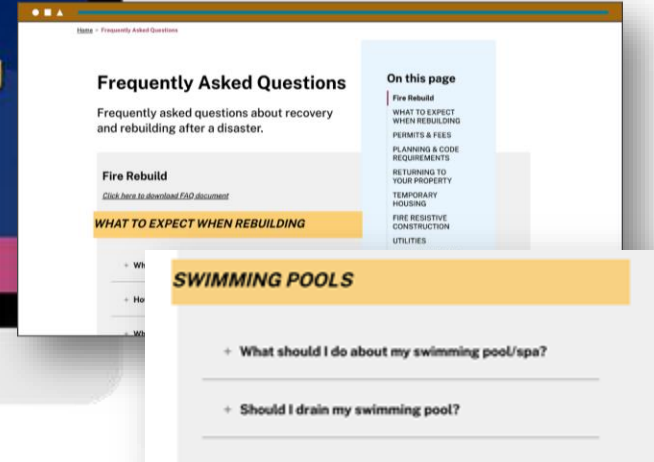 Home > Frequently Asked Questions
Frequently Asked Questions
Frequently asked questions about recovery
and rebuilding after a disaster.
Fire Rebuild
Click here to download FAQ document
WHAT TO EXPECT WHEN REBUILDING
On this page
Fire Rebuild
WHAT TO EXPECT
WHEN REBUILDING
PERMITS & FEES
PLANNING & CODE
REQUIREMENTS
RETURNING TO
YOUR PROPERTY
TEMPORARY
HOUSING
FIRE RESISTIVE
CONSTRUCTION
UTILITIES
SWIMMING POOLS
+ What should I do about my swimming pool/spa?
+ Should I drain my swimming pool?